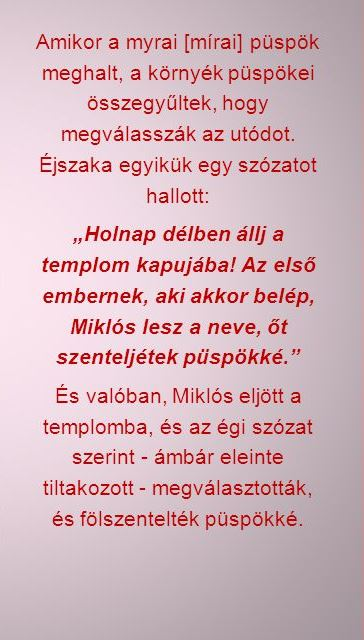 Amikor a myrai [mírai] püspök
meghalt, a környék püspökei
összegyűltek, hogy
megválasszák az utódot.
Éjszaka egyikük egy szózatot
hallott:
„Holnap délben állj a
templom kapujába! Az első
embernek, aki akkor belép,
Miklós lesz a neve, őt
szenteljétek püspökké.”
És valóban, Miklós eljött a
templomba, és az égi szózat
szerint - ámbár eleinte
tiltakozott - megválasztották,
és fölszentelték püspökké.